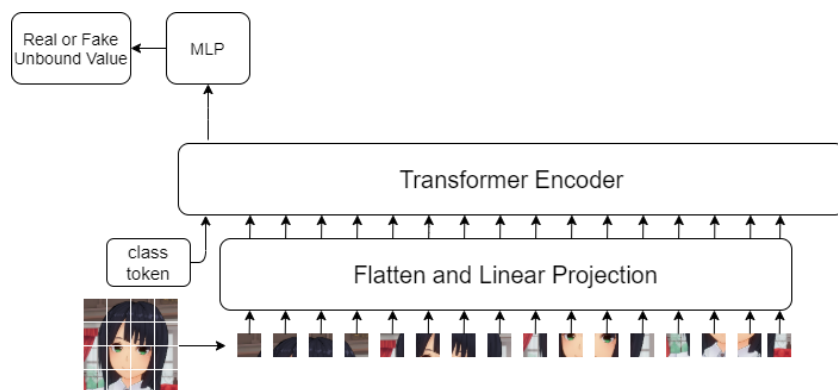 Real or Fake
Unbound Value
MLP
Transformer Encoder
class
token
Flatten and Linear Projection